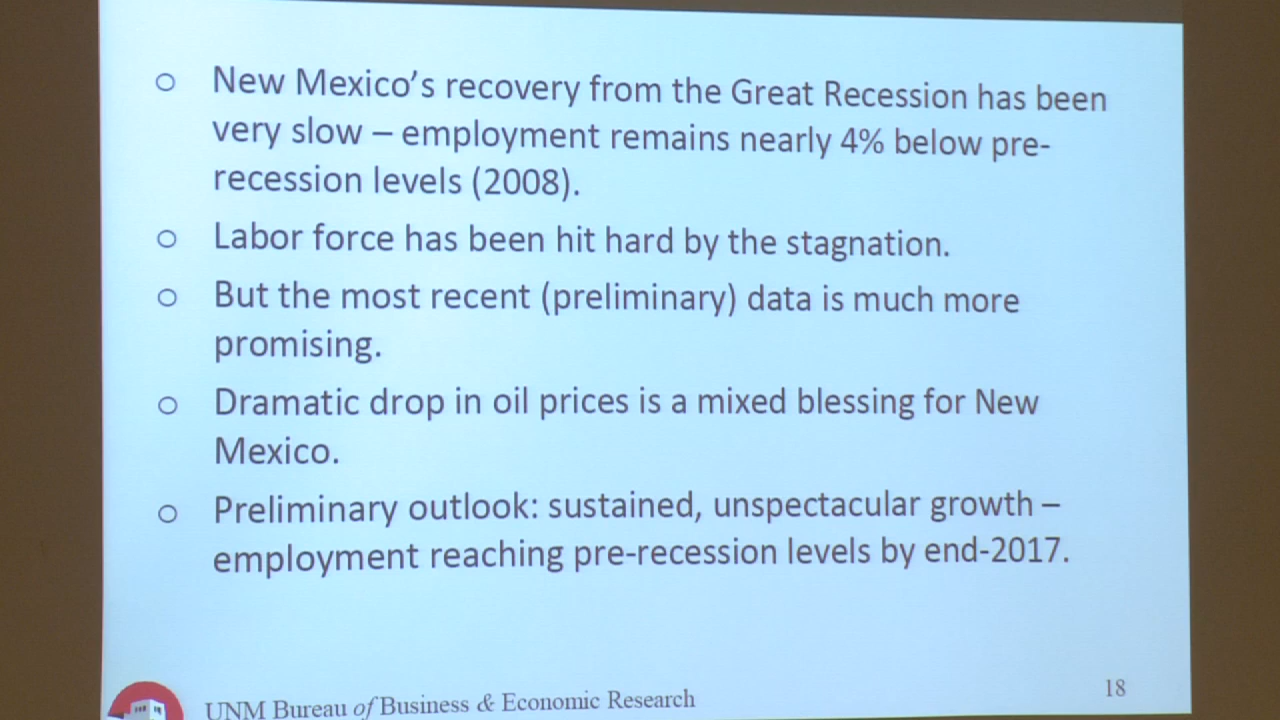 ○ New Mexico's recovery from the Great Recession has been
very slow – employment remains nearly 4% below pre-
recession levels (2008).
○ Labor force has been hit hard by the stagnation.
○ But the most recent (preliminary) data is much more
promising.
○ Dramatic drop in oil prices is a mixed blessing for New
Mexico.
○ Preliminary outlook: sustained, unspectacular growth –
employment reaching pre-recession levels by end-2017.
UNM Bureau of Business & Economic Research
18